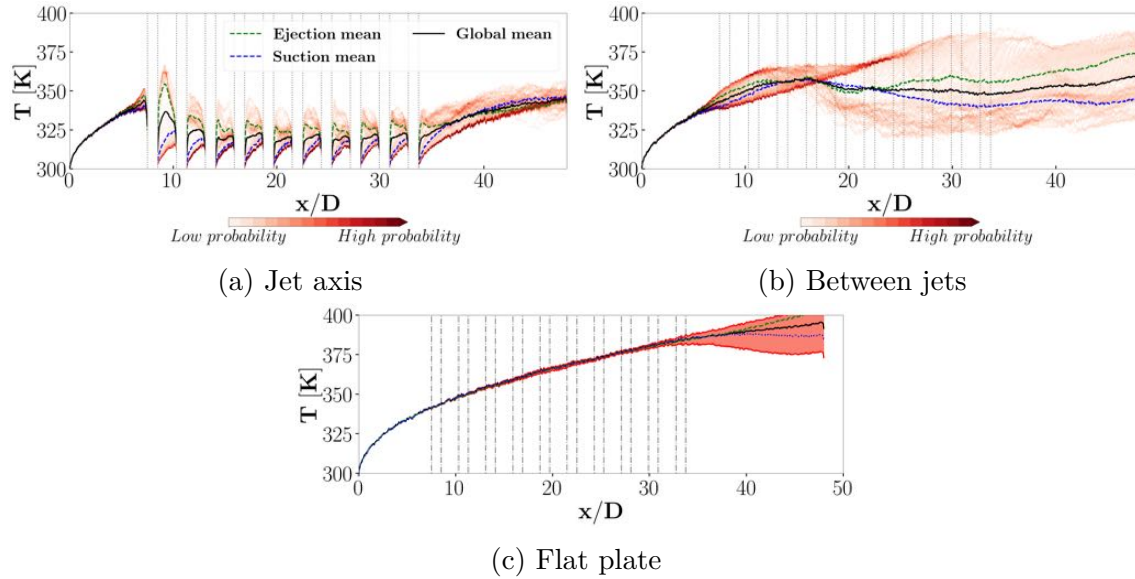 400
375
350
325
300
T [K]
Ejection mean
Suction mean
Global mean
0 10 20 30 40
x/D
Low probability High probability
(a) Jet axis
400
375
350
325
300
T [K]
0 10 20 30 40
x/D
Low probability High probability
(b) Between jets
400
375
350
325
300
T [K]
0 10 20 30 40 50
x/D
(c) Flat plate